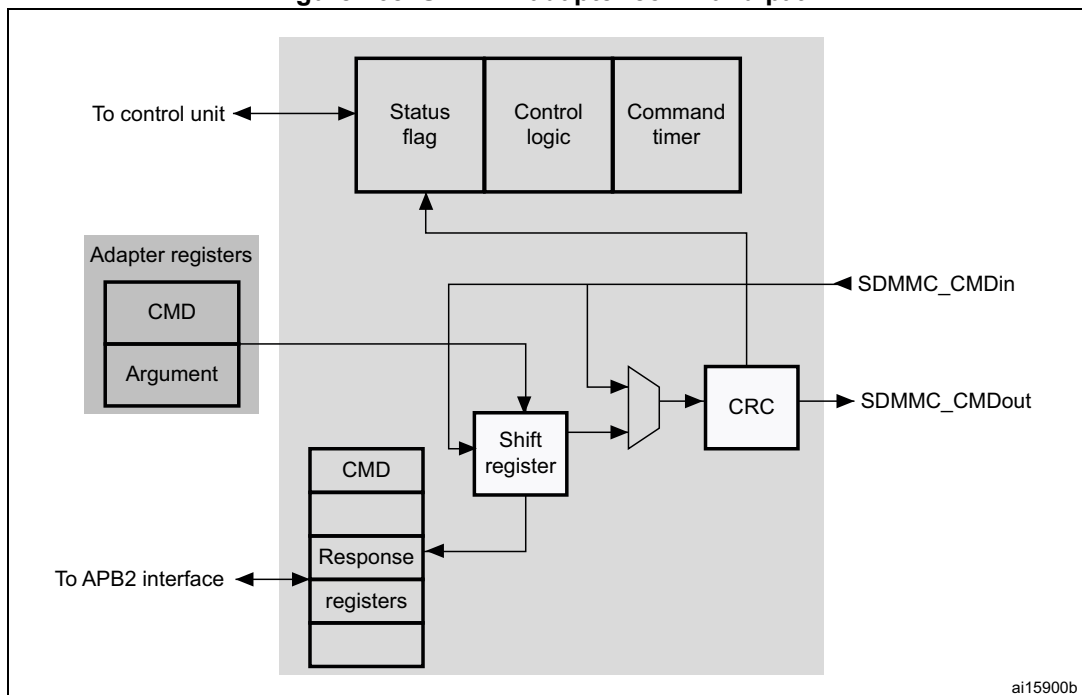 To control unit
Status
flag
Control
logic
Command
timer
Adapter registers
CMD
Argument
SDMMC_CMDin
SDMMC_CMDout
CRC
Shift
register
CMD
Response
registers
To APB2 interface
ai15900b